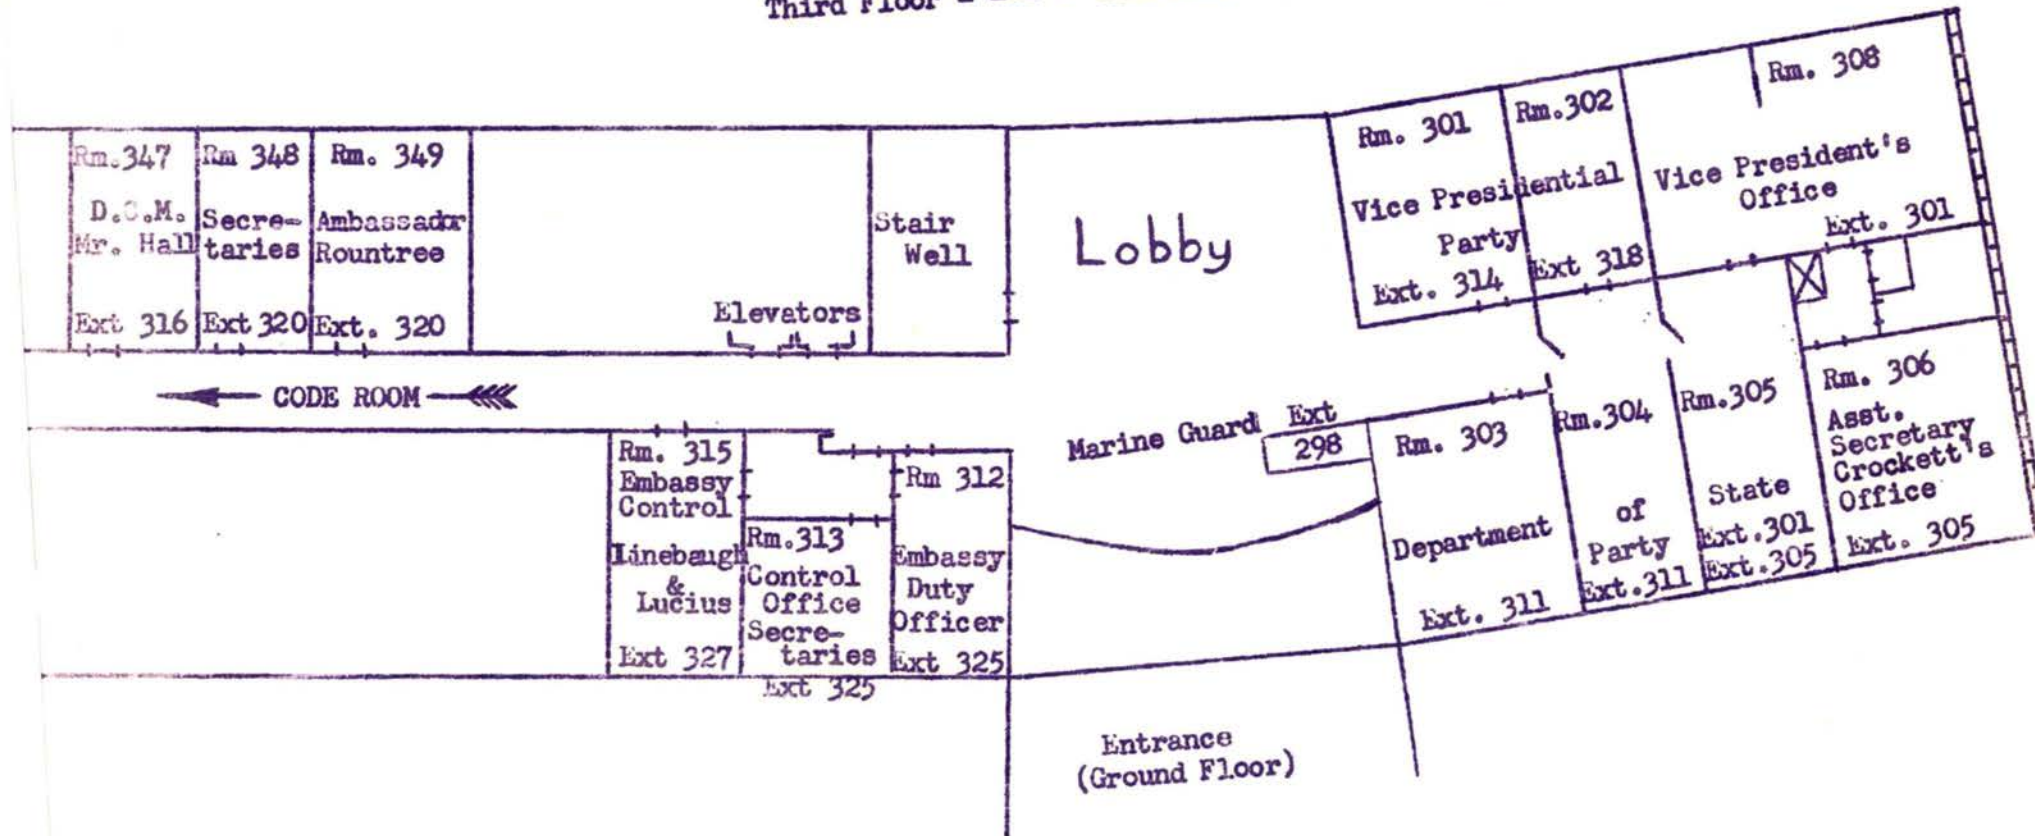 Third Floor -
Rm.347
D.C.M.
Mr. Hall
Ext 316
Rm 348
Secre-
taries
Ext 320
Rm. 349
Ambassador
Rountree
Ext. 320
Elevators
Stair
Well
Lobby
Rm. 301
Rm.302
Vice Presidential
Party
Ext. 314
Ext 318
Rm. 308
Vice President's
Office
Ext. 301
CODE ROOM
Rm. 315
Embassy
Control
Linebaugh
&
Lucius
Ext 327
Rm.313
Control
Office
Secre-
taries
Ext 325
Rm 312
Embassy
Duty
Officer
Ext 325
Marine Guard
Ext
298
Rm. 303
Department
Ext. 311
Rm.304
of
Party
Ext.311
Rm.305
State
Ext.301
Ext.305
Rm. 306
Asst.
Secretary
Crockett's
Office
Ext. 305
Entrance
(Ground Floor)